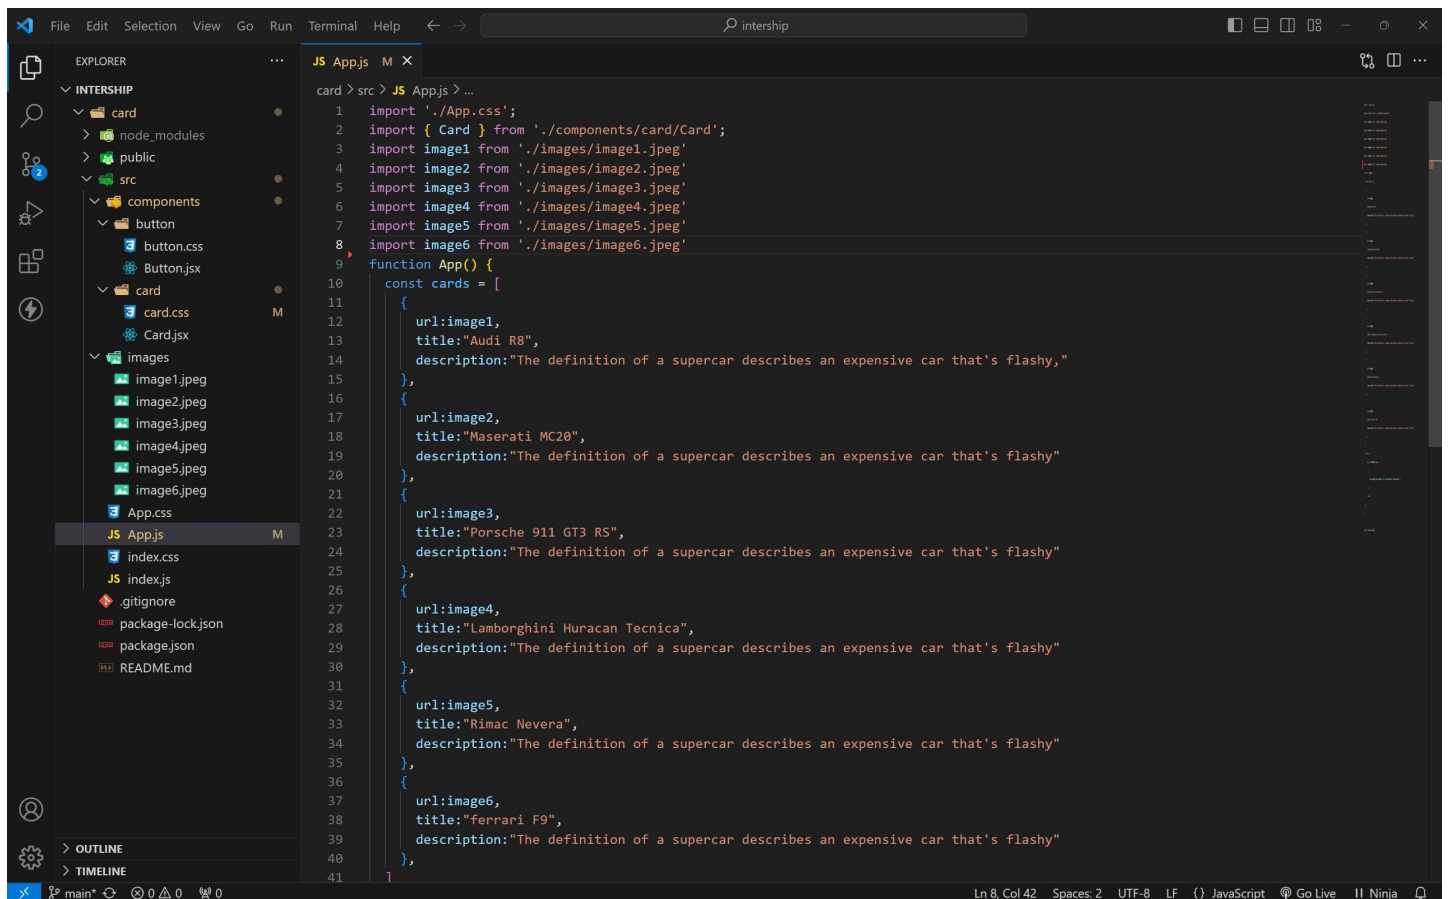 File Edit Selection View Go Run Terminal Help intership
EXPLORER
INTERSHIP
card
node_modules
public
src
components
button
button.css
Button.jsx
card
card.css M
Card.jsx
images
image1.jpeg
image2.jpeg
image3.jpeg
image4.jpeg
image5.jpeg
image6.jpeg
App.css
JS App.js M
index.css
JS index.js
.gitignore
package-lock.json
package.json
README.md
OUTLINE
TIMELINE
2
JS App.js M
card > src > JS App.js > ...
1 import './App.css';
2 import { Card } from './components/card/Card';
3 import image1 from './images/image1.jpeg'
4 import image2 from './images/image2.jpeg'
5 import image3 from './images/image3.jpeg'
6 import image4 from './images/image4.jpeg'
7 import image5 from './images/image5.jpeg'
8 import image6 from './images/image6.jpeg'
9 function App() {
10 const cards = [
11 {
12 url:image1,
13 title:"Audi R8",
14 description:"The definition of a supercar describes an expensive car that's flashy,"
15 },
16 {
17 url:image2,
18 title:"Maserati MC20",
19 description:"The definition of a supercar describes an expensive car that's flashy"
20 },
21 {
22 url:image3,
23 title:"Porsche 911 GT3 RS",
24 description:"The definition of a supercar describes an expensive car that's flashy"
25 },
26 {
27 url:image4,
28 title:"Lamborghini Huracan Tecnica",
29 description:"The definition of a supercar describes an expensive car that's flashy"
30 },
31 {
32 url:image5,
33 title:"Rimac Nevera",
34 description:"The definition of a supercar describes an expensive car that's flashy"
35 },
36 {
37 url:image6,
38 title:"ferrari F9",
39 description:"The definition of a supercar describes an expensive car that's flashy"
40 },
41 ]
main* 0 0 0 Ln 8, Col 42 Spaces: 2 UTF-8 LF {} JavaScript Go Live Ninja